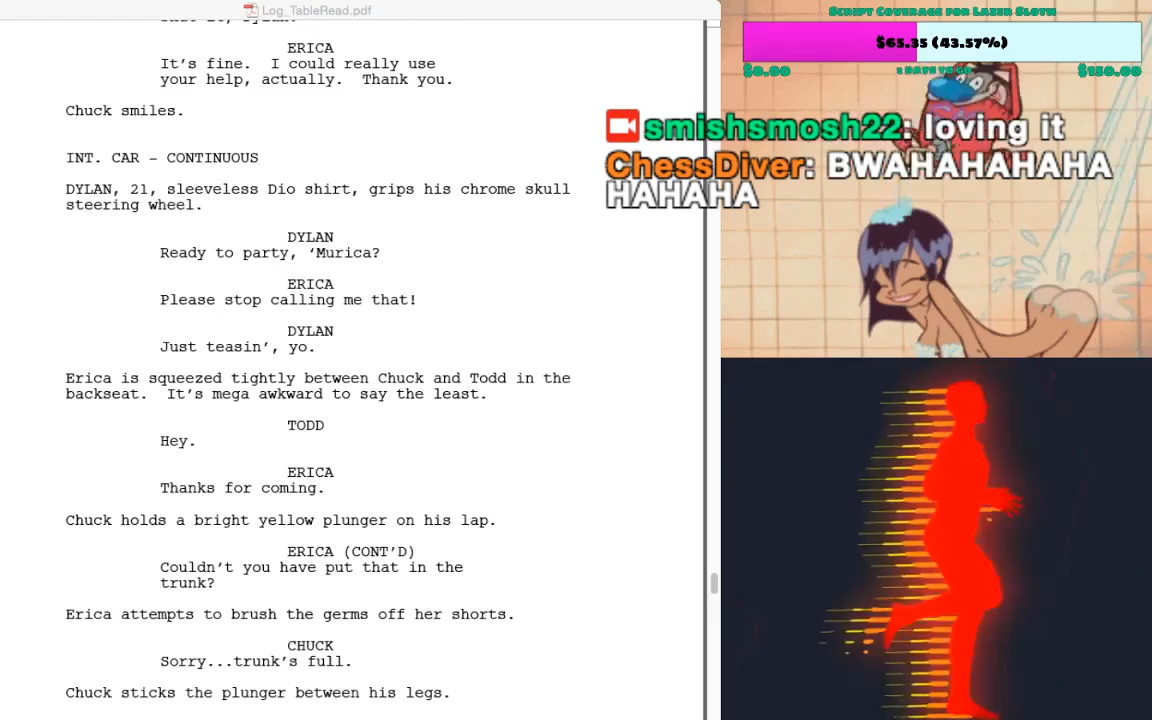 Log_TableRead.pdf
ERICA
It's fine.  I could really use
your help, actually.  Thank you.
Chuck smiles.
INT. CAR – CONTINUOUS
DYLAN, 21, sleeveless Dio shirt, grips his chrome skull
steering wheel.
DYLAN
Ready to party, ‘Murica?
ERICA
Please stop calling me that!
DYLAN
Just teasin’, yo.
Erica is squeezed tightly between Chuck and Todd in the
backseat.  It’s mega awkward to say the least.
TODD
Hey.
ERICA
Thanks for coming.
Chuck holds a bright yellow plunger on his lap.
ERICA (CONT’D)
Couldn’t you have put that in the
trunk?
Erica attempts to brush the germs off her shorts.
CHUCK
Sorry...trunk’s full.
Chuck sticks the plunger between his legs.
Script Coverage for Lazer Sloth
$65.35 (43.57%)
$0.00
DAYS TO GO
$150.00
smishsmosh22: loving it
ChessDiver: BWAHAHAHAHA
HAHAHA